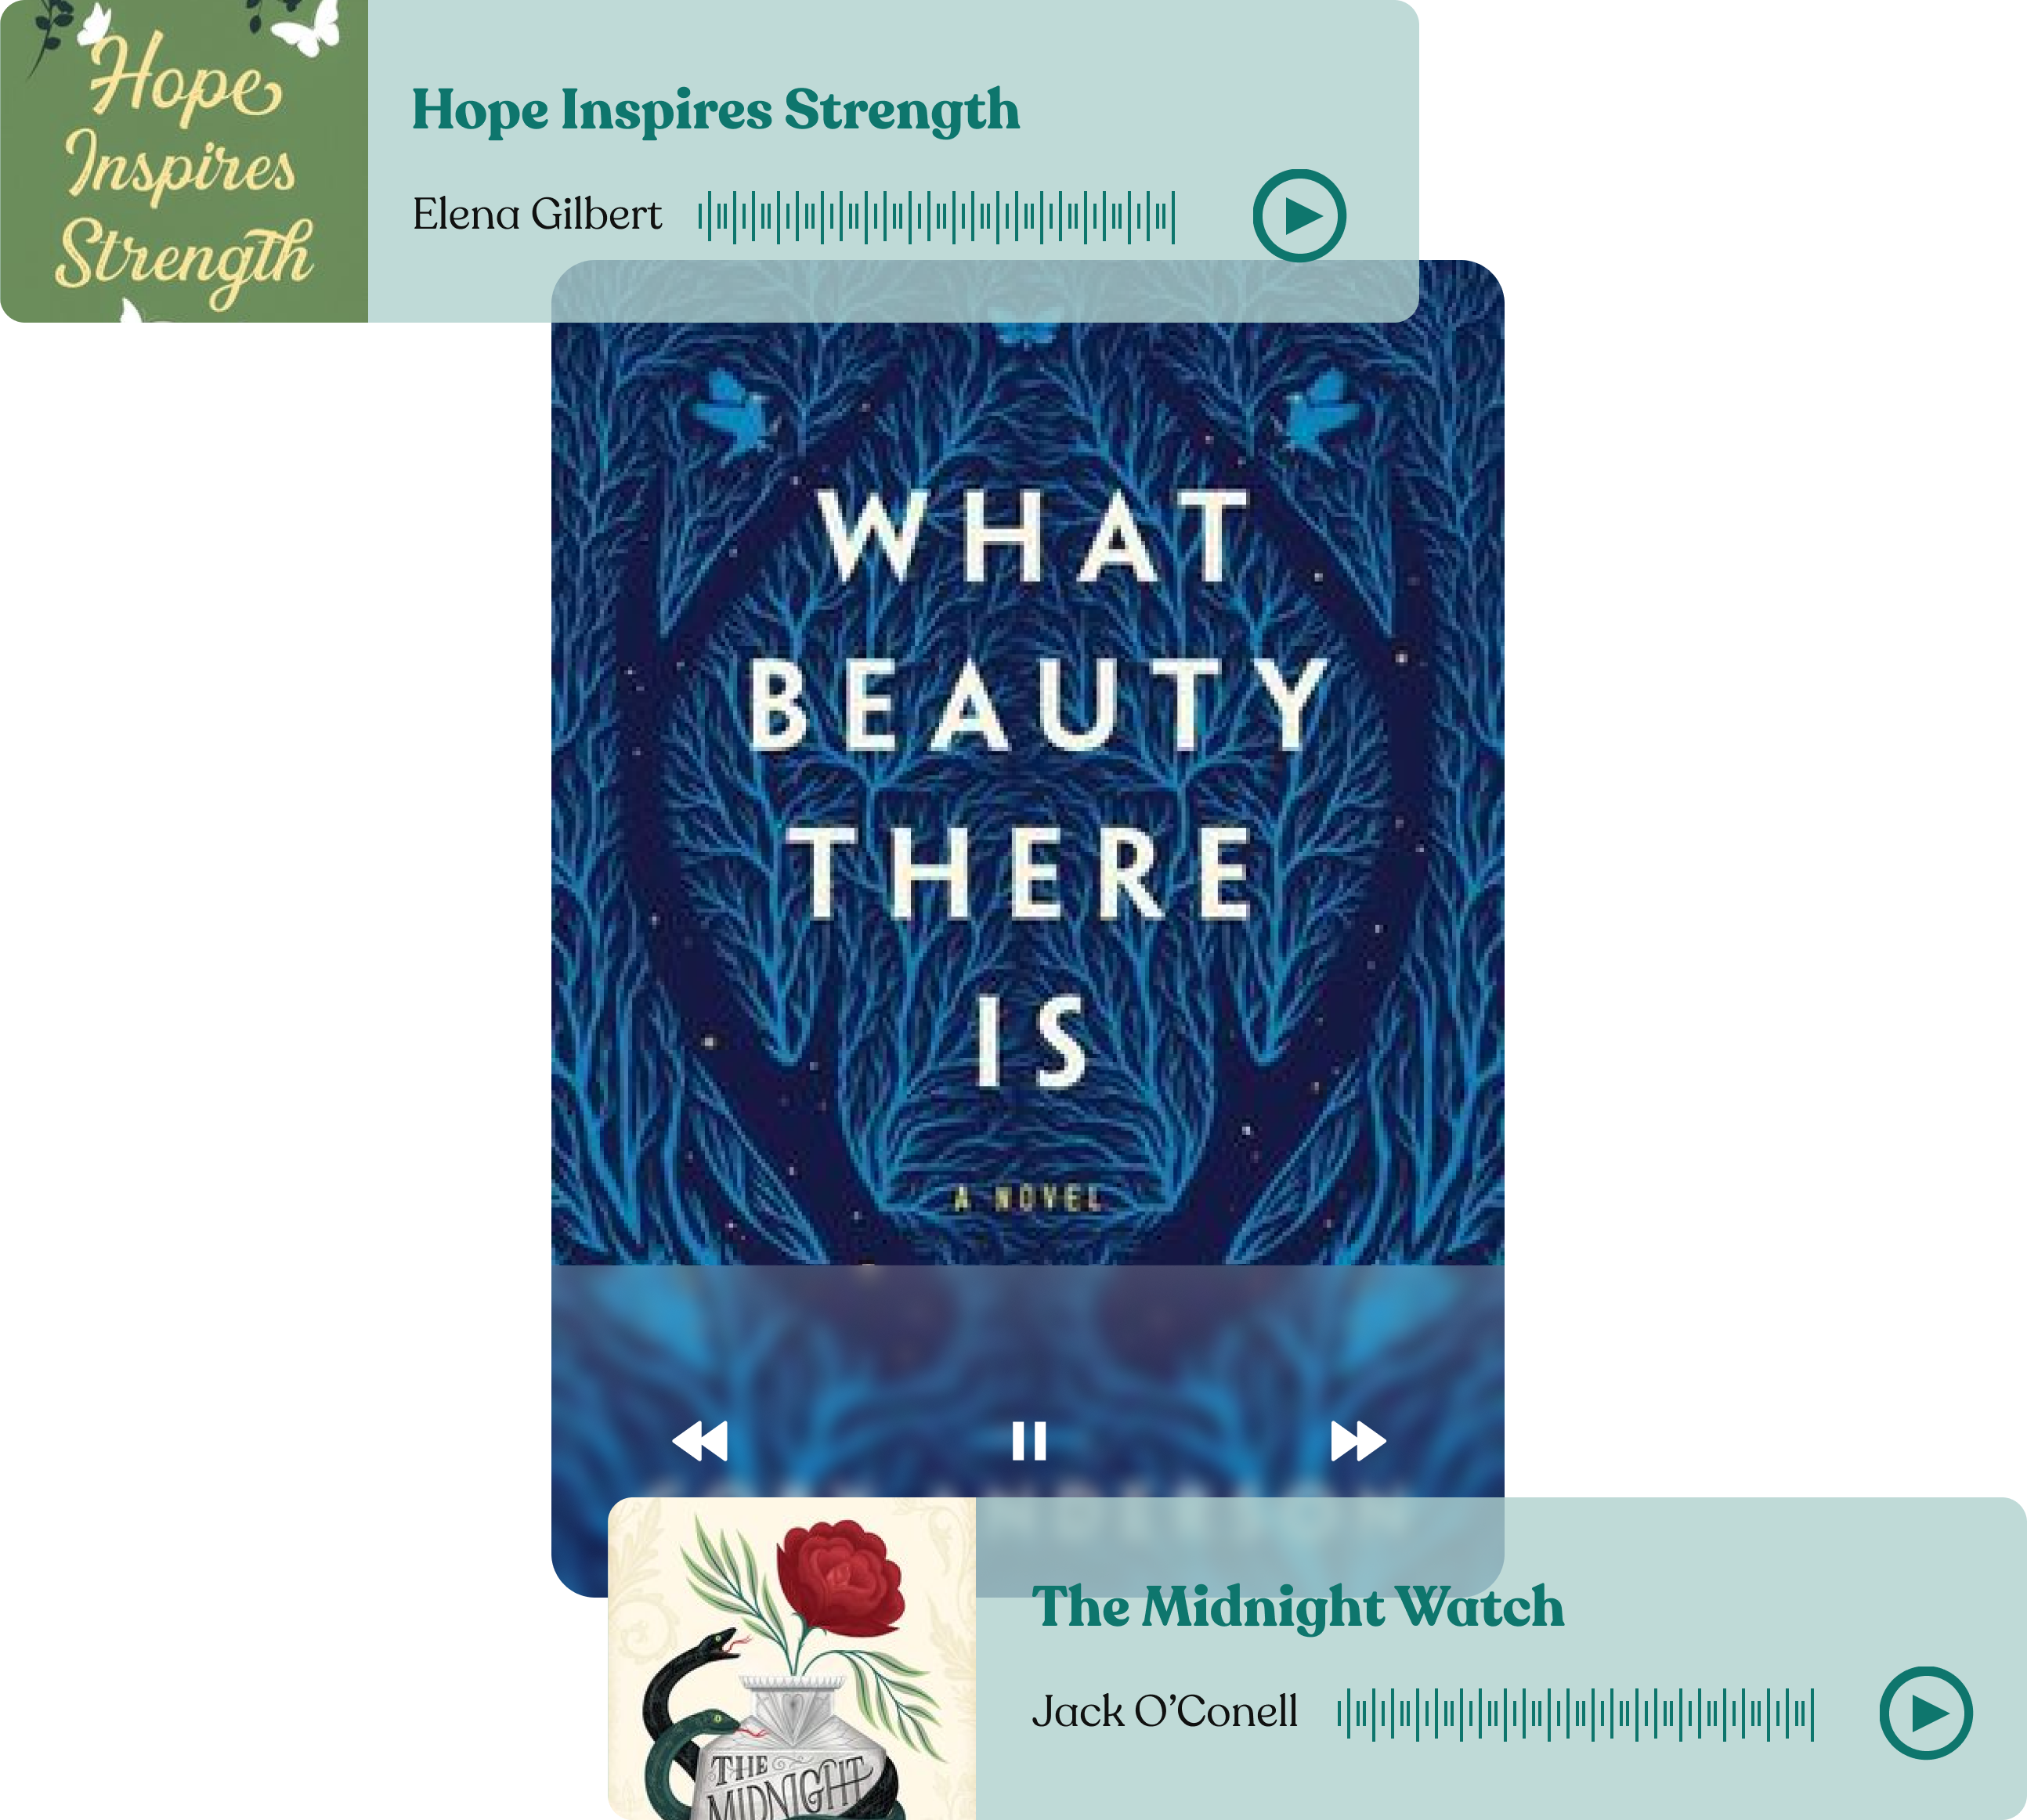 Hope
Inspires
Strength
Hope Inspires Strength
Elena Gilbert
WHAT
BEAUTY
THERE
IS
A NOVEL
ANDERSON
The Midnight Watch
Jack O’Conell
THE
MIDNIGHT